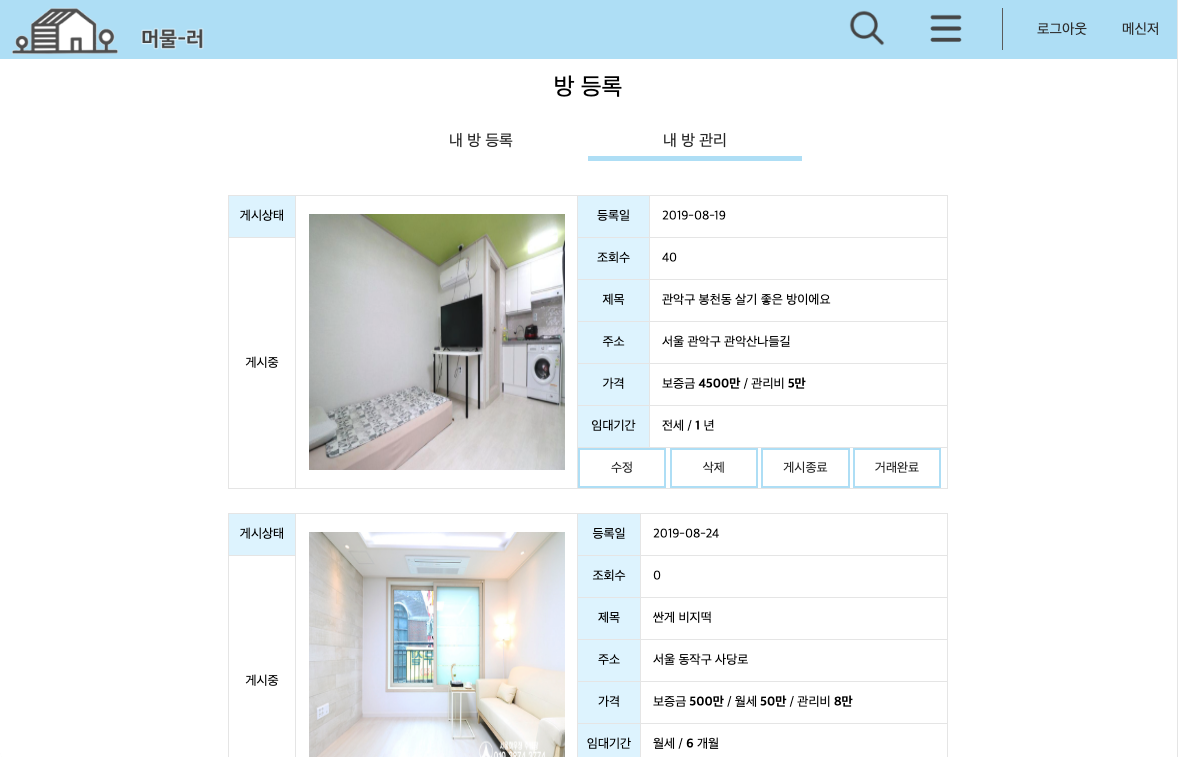 머물-러
로그아웃 메신저
방 등록
내 방 등록 내 방 관리
게시상태
게시중
등록일 2019-08-19
조회수 40
제목 관악구 봉천동 살기 좋은 방이에요
주소 서울 관악구 관악산나들길
가격 보증금 4500만 / 관리비 5만
임대기간 전세 / 1 년
수정 삭제 게시종료 거래완료
게시상태
게시중
등록일 2019-08-24
조회수 0
제목 싼게 비지떡
주소 서울 동작구 사당로
가격 보증금 500만 / 월세 50만 / 관리비 8만
임대기간 월세 / 6 개월